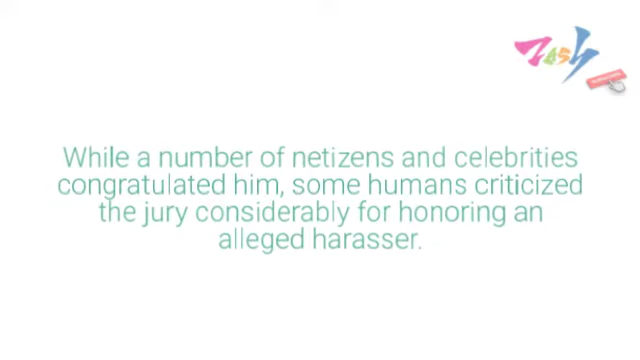 Tash
While a number of netizens and celebrities
congratulated him, some humans criticized
the jury considerably for honoring an
alleged harasser.